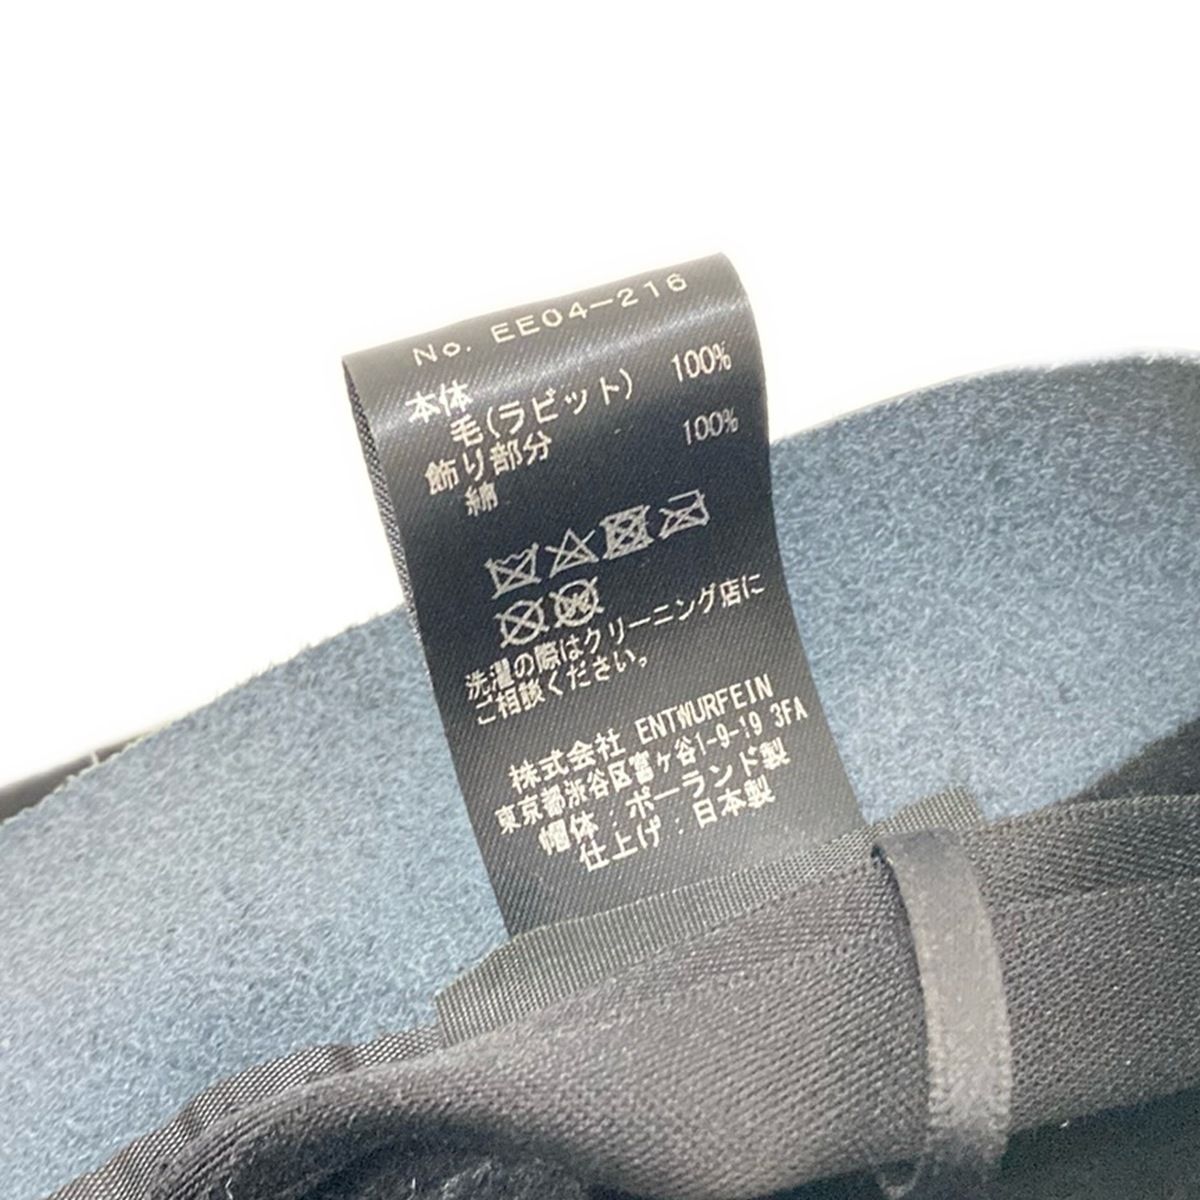 No. EE04-216
本体
毛(ラビット) 100%
飾り部分
綿 100%
洗濯の際はクリーニング店に
ご相談ください。
株式会社 ENTWURFEIN
東京都渋谷区富ヶ谷1-9-19 3FA
帽体：ポーランド製
仕上げ：日本製